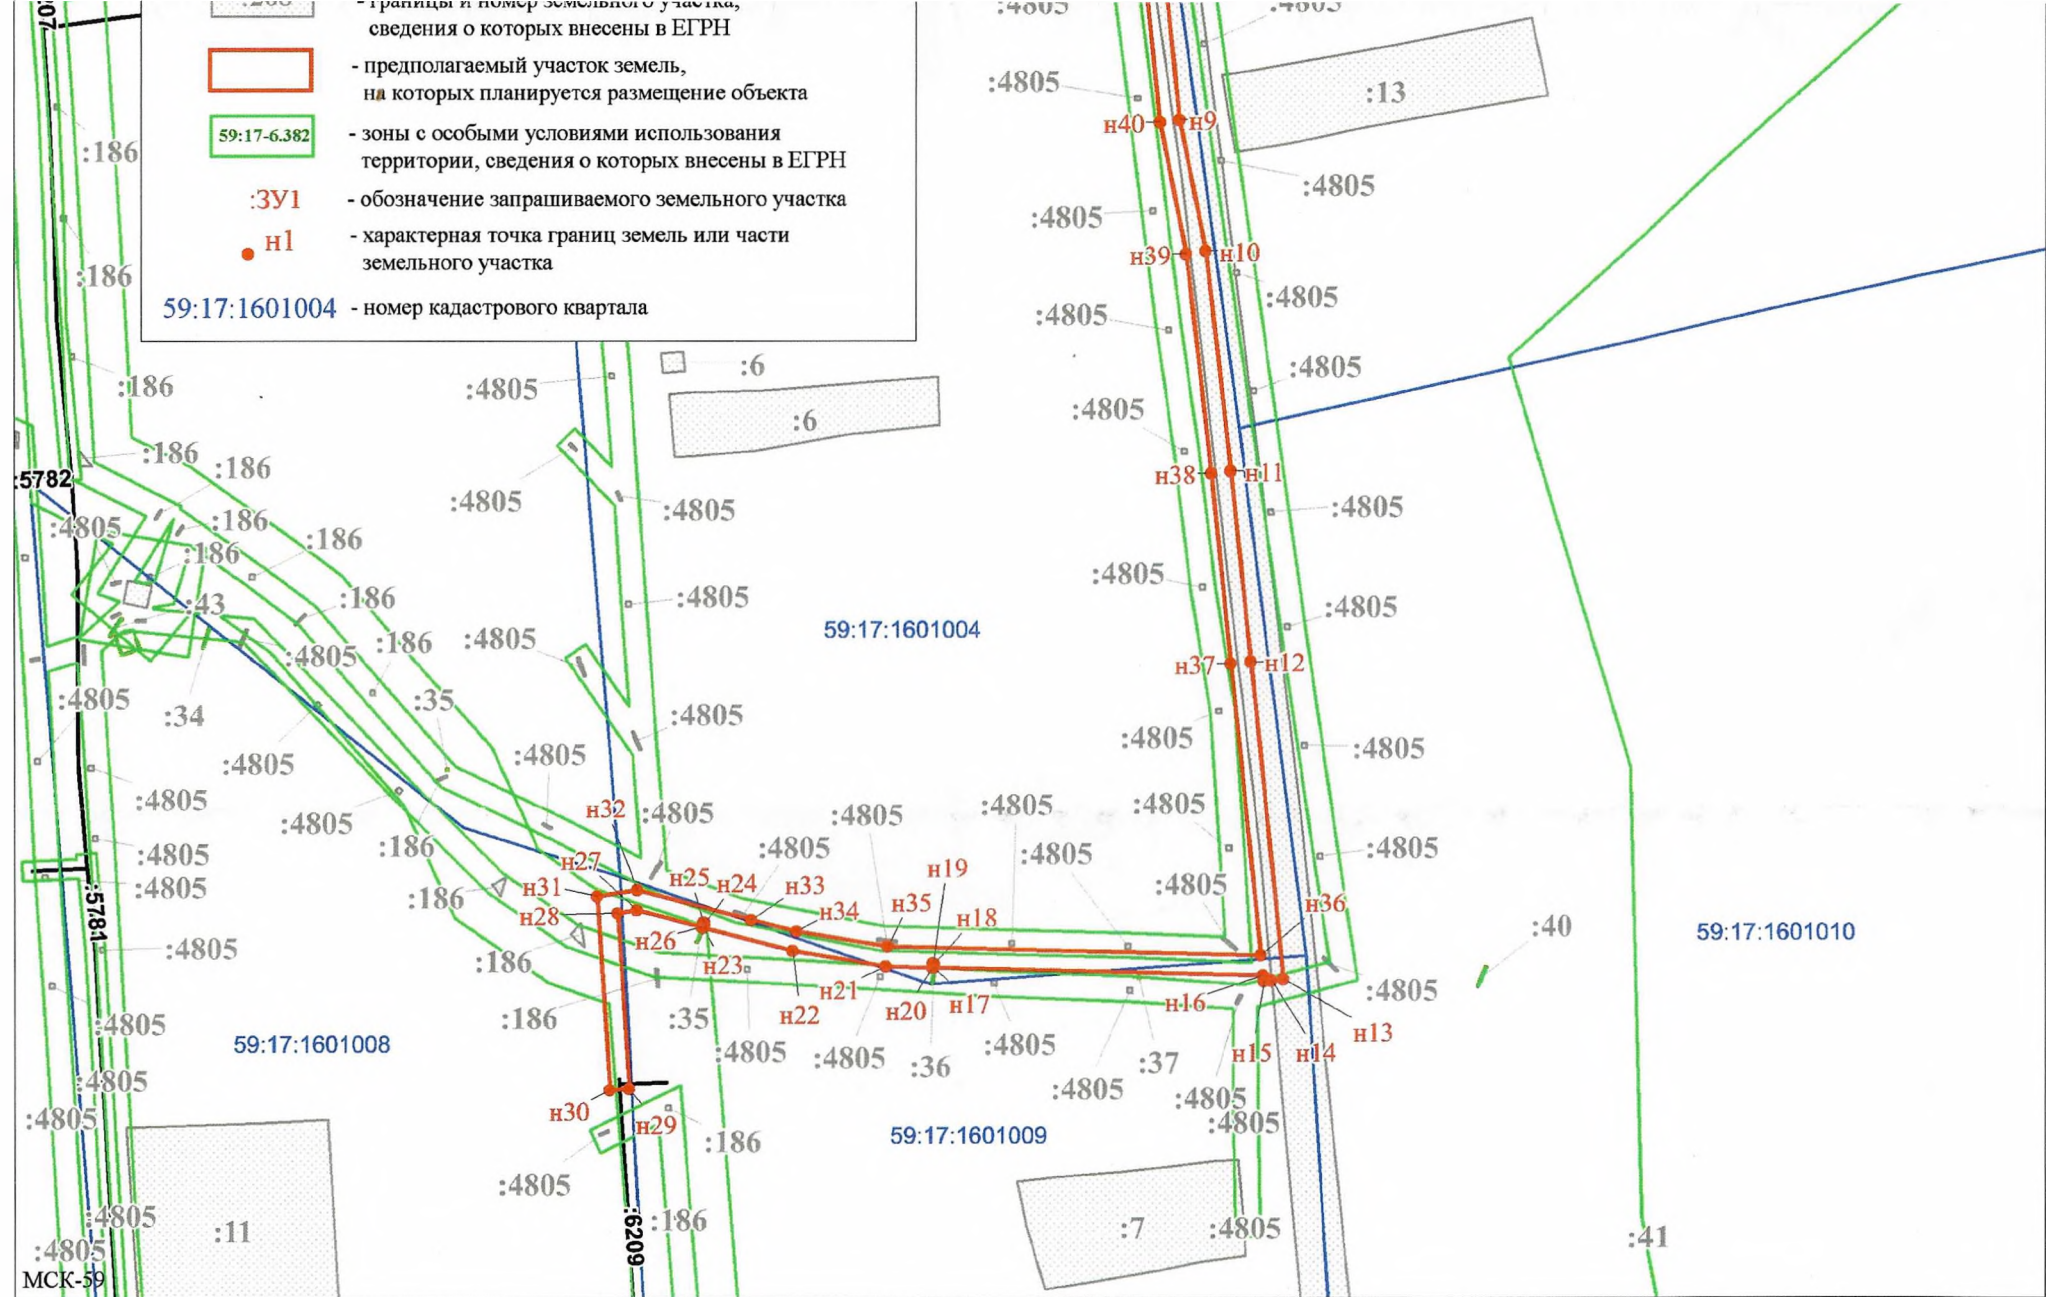 - границы и номер земельного участка,
сведения о которых внесены в ЕГРН
- предполагаемый участок земель,
на которых планируется размещение объекта
59:17-6.382
- зоны с особыми условиями использования
территории, сведения о которых внесены в ЕГРН
:ЗУ1
- обозначение запрашиваемого земельного участка
н1
- характерная точка границ земель или части
земельного участка
59:17:1601004
- номер кадастрового квартала
:4805
:4805
:4805
:13
н40
н9
:186
:4805
:4805
н39
н10
:186
:4805
:4805
:6
:4805
:186
:4805
:4805
:6
:186
:186
н38
н11
:5782
:4805
:4805
:4805
:4805
:186
:186
:186
:4805
:186
:43
:4805
:4805
59:17:1601004
:4805
:186
:4805
н37
н12
:4805
:35
:34
:4805
:4805
:4805
:4805
:4805
:4805
:4805
н32
:4805
:4805
:4805
:4805
:4805
:186
:4805
:4805
:4805
:4805
н27
н19
:4805
н31
н25
н24
н33
:4805
:186
:5781
н28
н35
н36
н34
н18
:40
59:17:1601010
н26
:4805
:186
н23
:4805
н21
н20
н17
н16
:186
:35
н22
:4805
н13
59:17:1601008
:4805
:4805
:36
:4805
:37
н15
н14
:4805
:4805
:4805
н30
:4805
н29
:186
59:17:1601009
:4805
:4805
:11
:4805
:6209
:186
:7
:4805
:41
:4805
МСК-59